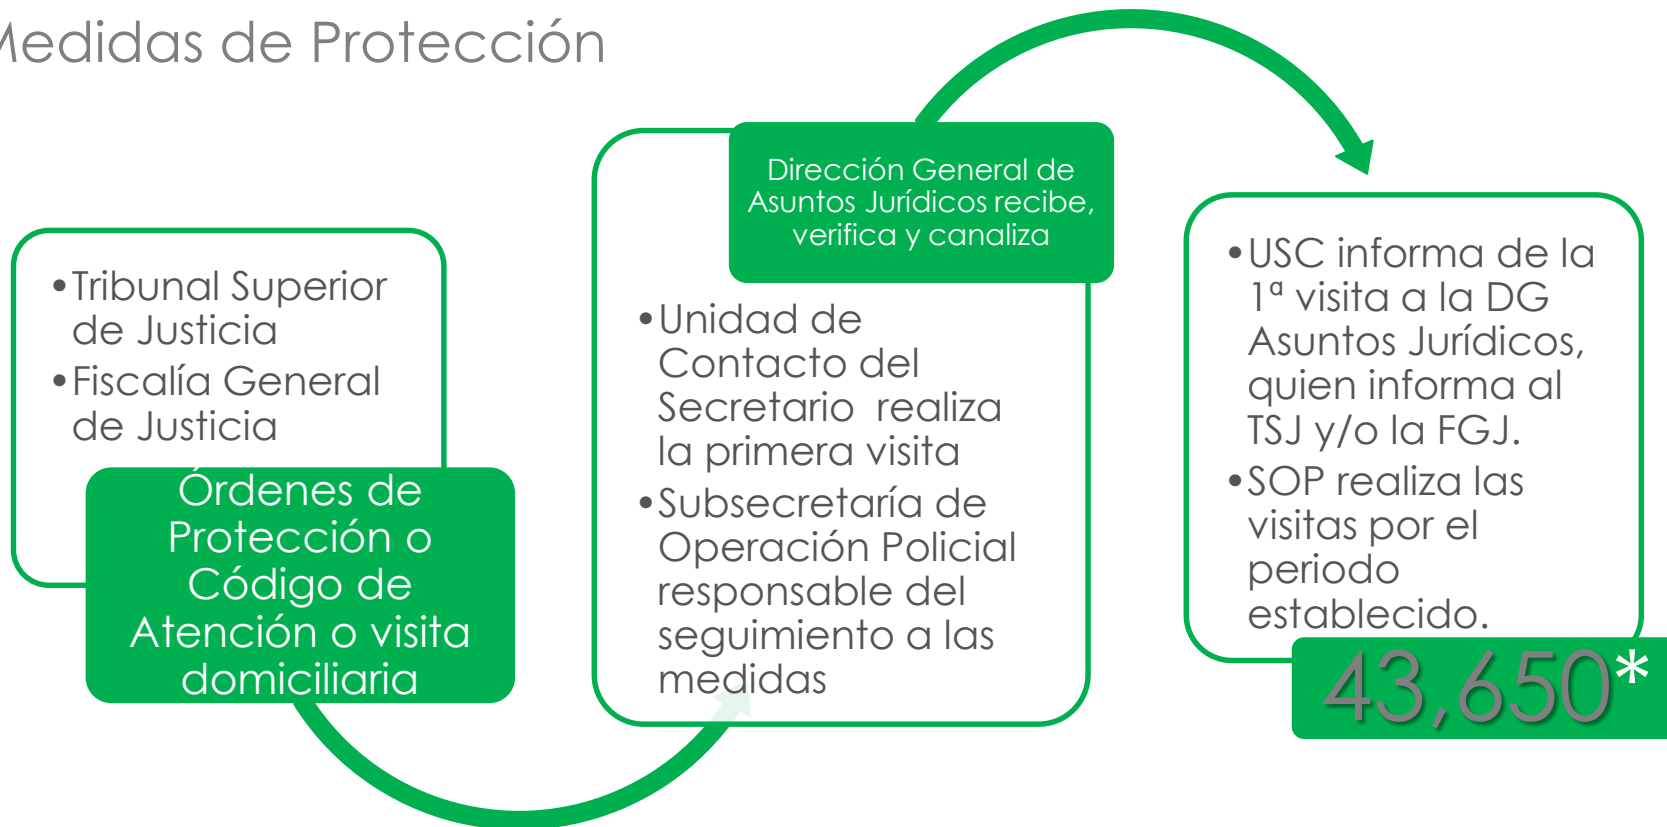 Medidas de Protección
•Tribunal Superior
de Justicia
•Fiscalía General
de Justicia
Órdenes de
Protección o
Código de
Atención o visita
domiciliaria
Dirección General de
Asuntos Jurídicos recibe,
verifica y canaliza
•Unidad de
Contacto del
Secretario realiza
la primera visita
•Subsecretaría de
Operación Policial
responsable del
seguimiento a las
medidas
•USC informa de la
1ª visita a la DG
Asuntos Jurídicos,
quien informa al
TSJ y/o la FGJ.
•SOP realiza las
visitas por el
periodo
establecido.
43,650*